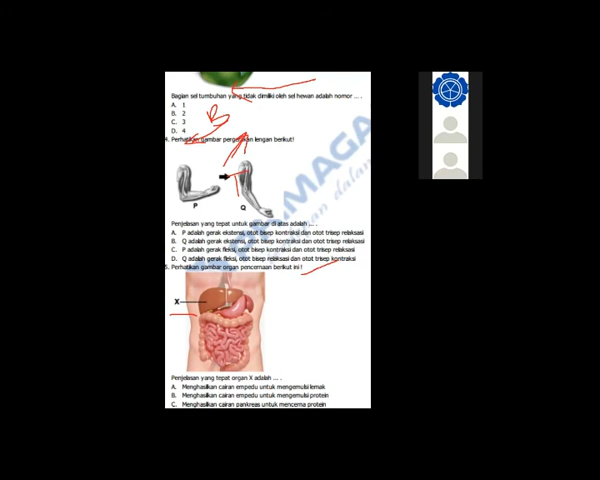 Bagian sel tumbuhan yang tidak dimiliki oleh sel hewan adalah nomor ... .
A. 1
B. 2
C. 3
D. 4
B
4. Perhatikan gambar pergerakan lengan berikut!
P
Q
Penjelasan yang tepat untuk gambar di atas adalah ... .
A. P adalah gerak ekstensi, otot bisep kontraksi dan otot trisep relaksasi
B. Q adalah gerak ekstensi, otot bisep kontraksi dan otot trisep relaksasi
C. P adalah gerak fleksi, otot bisep kontraksi dan otot trisep relaksasi
D. Q adalah gerak fleksi, otot bisep relaksasi dan otot trisep kontraksi
5. Perhatikan gambar organ pencernaan berikut ini!
X
Penjelasan yang tepat organ X adalah ... .
A. Menghasilkan cairan empedu untuk mengemulsi lemak
B. Menghasilkan cairan empedu untuk mengemulsi protein
C. Menghasilkan cairan pankreas untuk mencerna protein